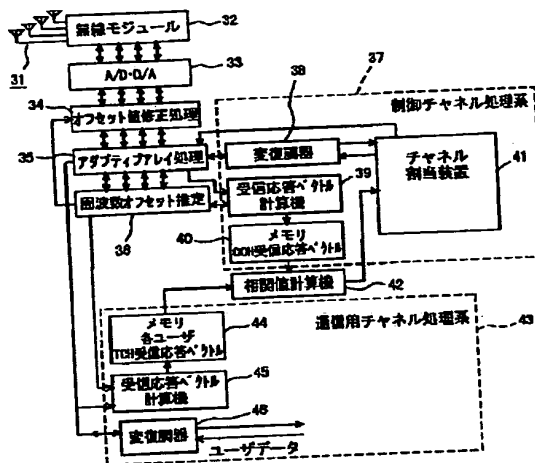 31
無線モジュール
32
A/D・D/A
33
34
オフセット値修正処理
35
アダプティブアレイ処理
周波数オフセット推定
36
37
制御チャネル処理系
38
変復調器
受信応答ベクトル
計算機
39
40
メモリ
CCH受信応答ベクトル
チャネル
割当装置
41
相関値計算機
42
通信用チャネル処理系
43
メモリ
各ユーザ
TCH受信応答ベクトル
44
受信応答ベクトル
計算機
45
変復調器
46
ユーザデータ